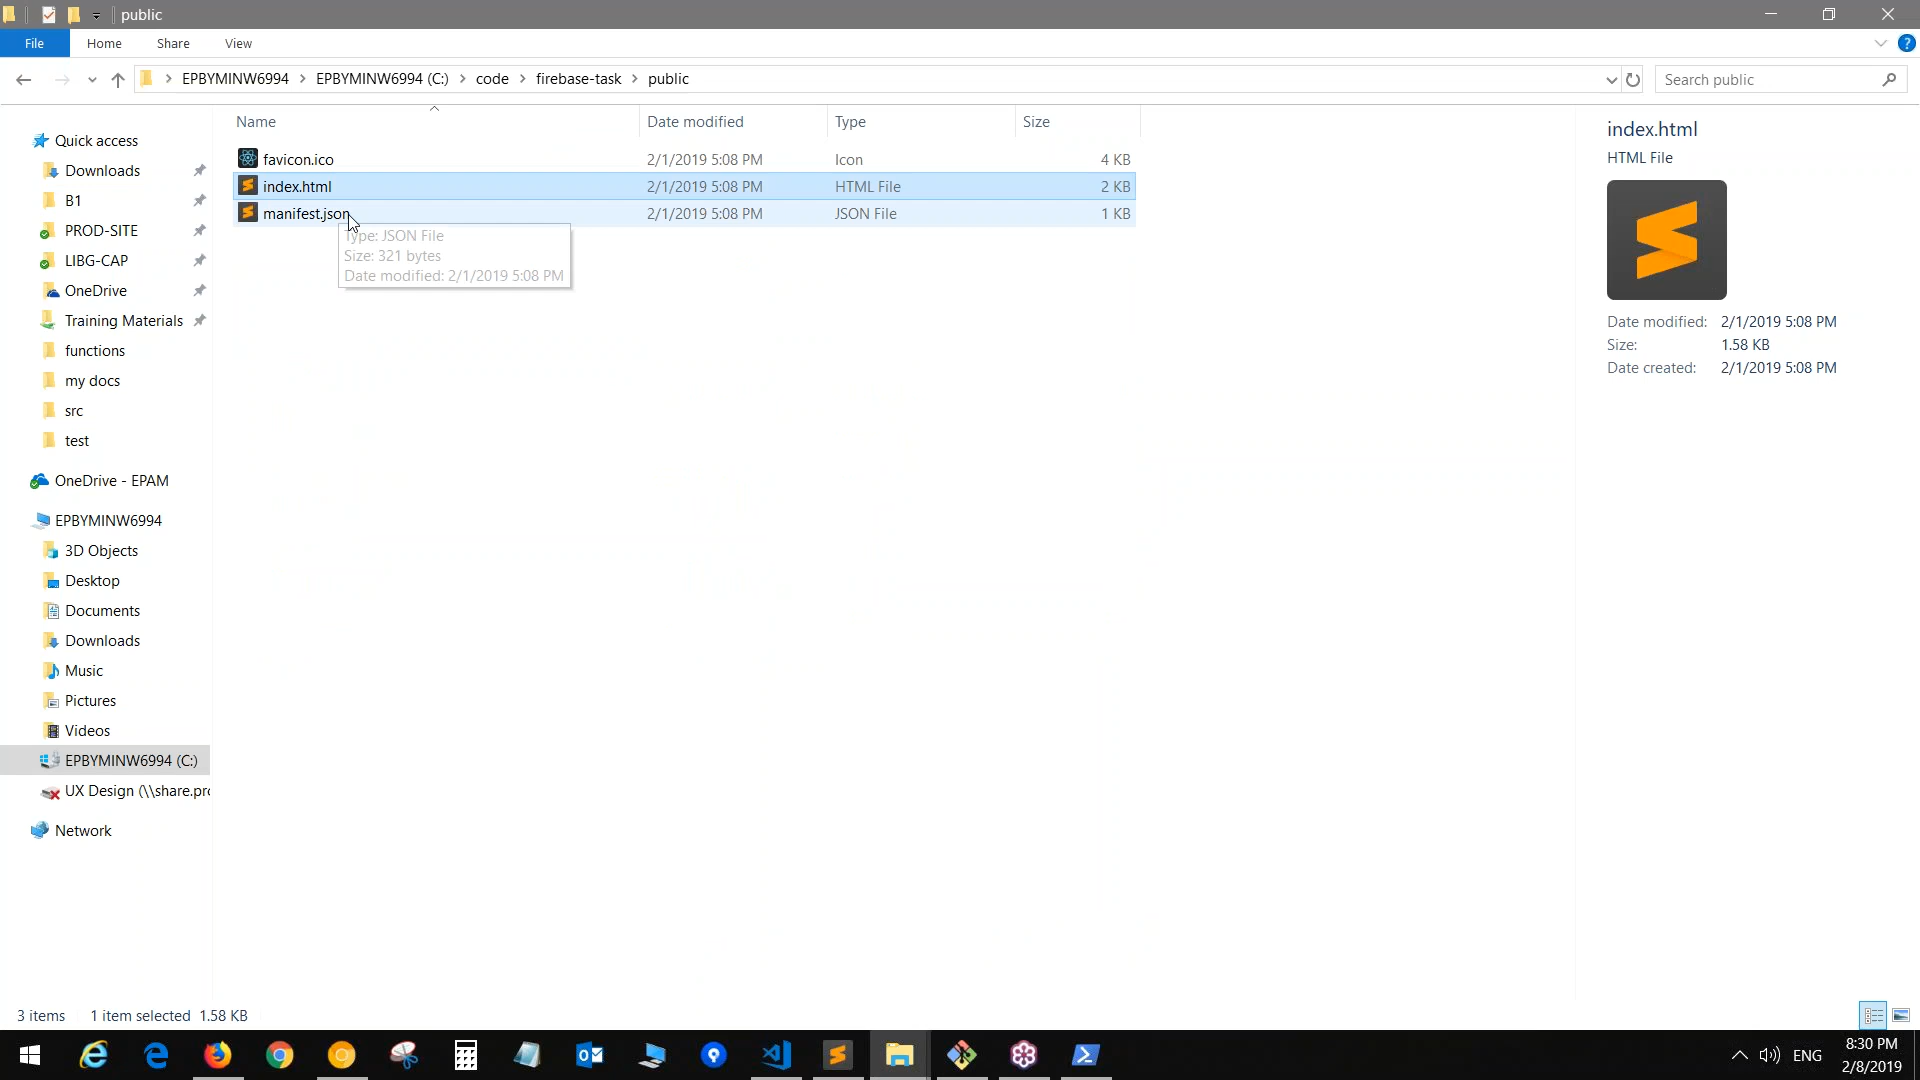 public
File Home Share View
EPBYMINW6994 EPBYMINW6994 (C:) code firebase-task public
Search public
Name Date modified Type Size
favicon.ico 2/1/2019 5:08 PM Icon 4 KB
index.html 2/1/2019 5:08 PM HTML File 2 KB
manifest.json 2/1/2019 5:08 PM JSON File 1 KB
Type: JSON File
Size: 321 bytes
Date modified: 2/1/2019 5:08 PM
Quick access
Downloads
B1
PROD-SITE
LIBG-CAP
OneDrive
Training Materials
functions
my docs
src
test
OneDrive - EPAM
EPBYMINW6994
3D Objects
Desktop
Documents
Downloads
Music
Pictures
Videos
EPBYMINW6994 (C:)
UX Design (\\share.pro
Network
index.html
HTML File
Date modified: 2/1/2019 5:08 PM
Size: 1.58 KB
Date created: 2/1/2019 5:08 PM
3 items 1 item selected 1.58 KB
ENG
8:30 PM
2/8/2019